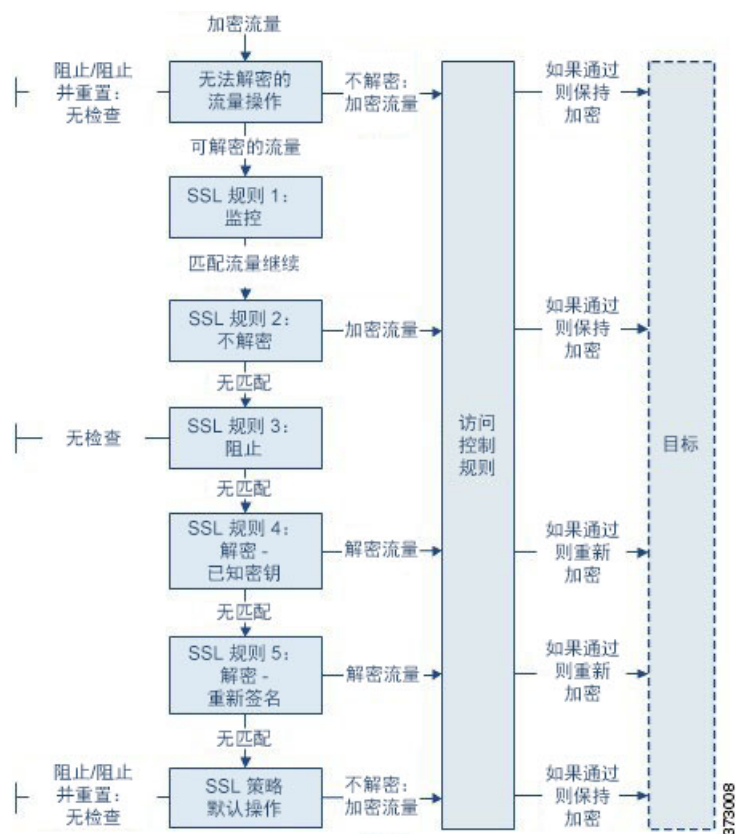 加密流量
阻止/阻止
并重置：
无检查
无法解密的
流量操作
不解密：
加密流量
如果通过
则保持
加密
可解密的流量
SSL 规则 1：
监控
匹配流量继续
SSL 规则 2：
不解密
加密流量
如果通过
则保持
加密
无匹配
无检查
SSL 规则 3：
阻止
访问
控制
规则
目标
无匹配
SSL 规则 4：
解密 -
已知密钥
解密流量
如果通过
则重新
加密
无匹配
SSL 规则 5：
解密 -
重新签名
解密流量
如果通过
则重新
加密
无匹配
阻止/阻止
并重置：
无检查
SSL 策略
默认操作
不解密：
加密流量
如果通过
则保持
加密
373008